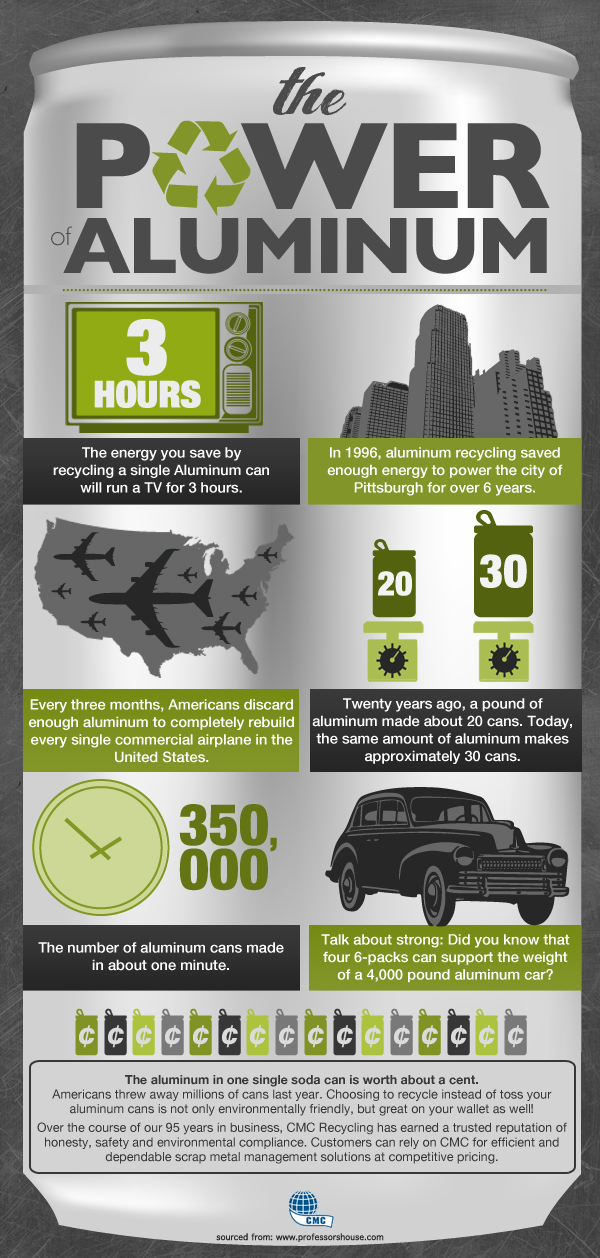 the
POWER
of ALUMINUM
3
HOURS
The energy you save by
recycling a single Aluminum can
will run a TV for 3 hours.
In 1996, aluminum recycling saved
enough energy to power the city of
Pittsburgh for over 6 years.
20
30
Every three months, Americans discard
enough aluminum to completely rebuild
every single commercial airplane in the
United States.
Twenty years ago, a pound of
aluminum made about 20 cans. Today,
the same amount of aluminum makes
approximately 30 cans.
350,
000
The number of aluminum cans made
in about one minute.
Talk about strong: Did you know that
four 6-packs can support the weight
of a 4,000 pound aluminum car?
¢ ¢ ¢ ¢ ¢ ¢ ¢ ¢ ¢ ¢ ¢ ¢ ¢ ¢ ¢ ¢
The aluminum in one single soda can is worth about a cent.
Americans threw away millions of cans last year. Choosing to recycle instead of toss your
aluminum cans is not only environmentally friendly, but great on your wallet as well!
Over the course of our 95 years in business, CMC Recycling has earned a trusted reputation of
honesty, safety and environmental compliance. Customers can rely on CMC for efficient and
dependable scrap metal management solutions at competitive pricing.
CMC
sourced from: www.professorshouse.com